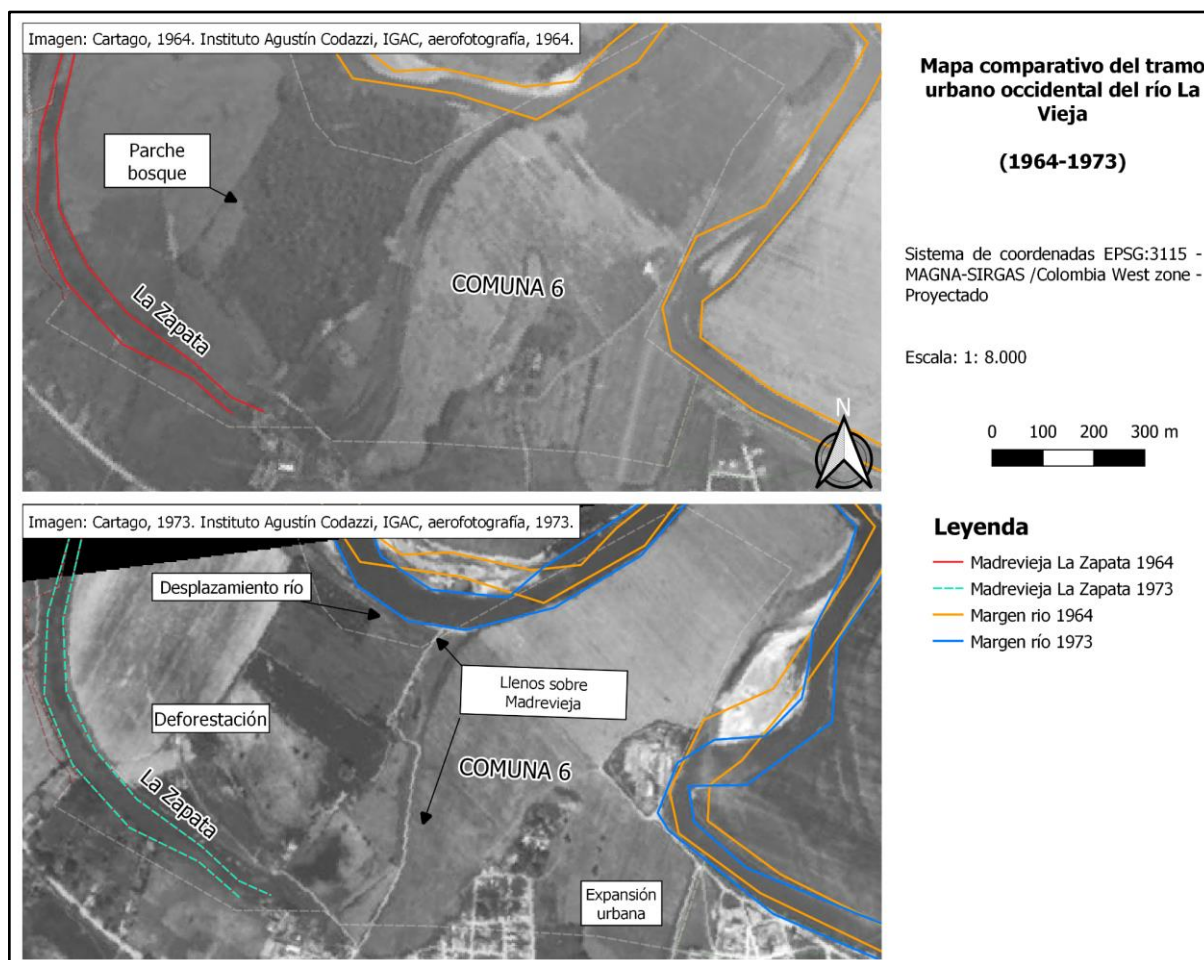 Imagen: Cartago, 1964. Instituto Agustín Codazzi, IGAC, aerofotografía, 1964.
Parche
bosque
La Zapata
COMUNA 6
N
Mapa comparativo del tramo
urbano occidental del río La
Vieja
(1964-1973)
Sistema de coordenadas EPSG:3115 -
MAGNA-SIRGAS /Colombia West zone -
Proyectado
Escala: 1: 8.000
0 100 200 300 m
Imagen: Cartago, 1973. Instituto Agustín Codazzi, IGAC, aerofotografía, 1973.
Desplazamiento río
Llenos sobre
Madrevieja
Deforestación
La Zapata
COMUNA 6
Expansión
urbana
Leyenda
Madrevieja La Zapata 1964
Madrevieja La Zapata 1973
Margen rio 1964
Margen río 1973